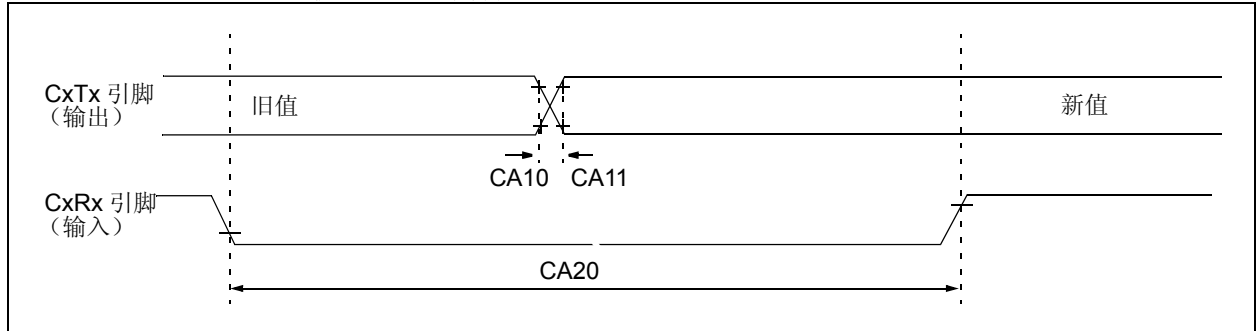 CxTx 引脚
（输出）
旧值
新值
CA10 CA11
CxRx 引脚
（输入）
CA20